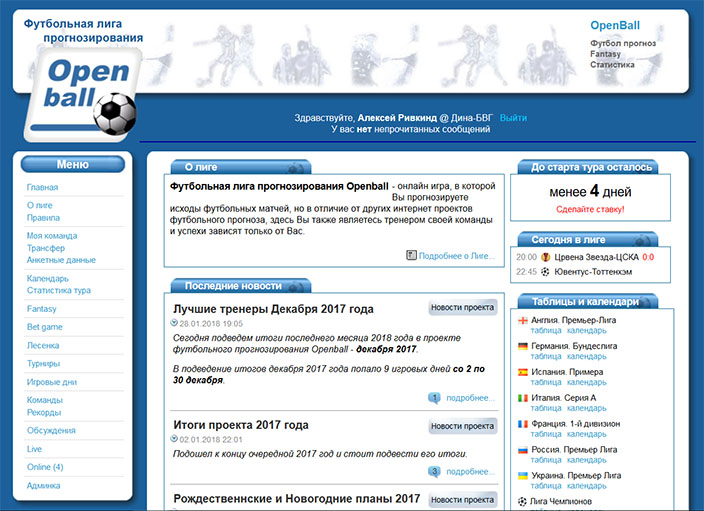 Футбольная лига
прогнозирования
Open
ball
OpenBall
Футбол прогноз
Fantasy
Статистика
Здравствуйте, Алексей Ривкинд @ Дина-БВГ Выйти
У вас нет непрочитанных сообщений
Меню
Главная
О лиге
Правила
Моя команда
Трансфер
Анкетные данные
Календарь
Статистика тура
Fantasy
Bet game
Лесенка
Турниры
Игровые дни
Команды
Рекорды
Обсуждения
Live
Online (4)
Админка
О лиге
Футбольная лига прогнозирования Openball - онлайн игра, в которой
Вы прогнозируете
исходы футбольных матчей, но в отличие от других интернет проектов
футбольного прогноза, здесь Вы также являетесь тренером своей команды
и успехи зависят только от Вас.
Подробнее о Лиге...
Последние новости
Лучшие тренеры Декабря 2017 года
Новости проекта
28.01.2018 19:05
Сегодня подведем итоги последнего месяца 2018 года в проекте
футбольного прогнозирования Openball - декабря 2017.
В подведение итогов декабря 2017 года попало 9 игровых дней со 2 по
30 декабря.
1 подробнее...
Итоги проекта 2017 года
Новости проекта
02.01.2018 22:01
Подошел к концу очередной 2017 год и стоит подвести его итоги.
3 подробнее...
Рождественнские и Новогодние планы 2017
Новости проекта
До старта тура осталось
менее 4 дней
Сделайте ставку!
Сегодня в лиге
20:00 Црвена Звезда-ЦСКА 0:0
22:45 Ювентус-Тоттенхэм
Таблицы и календари
Англия. Премьер-Лига
таблица календарь
Германия. Бундеслига
таблица календарь
Испания. Примера
таблица календарь
Италия. Серия А
таблица календарь
Франция. 1-й дивизион
таблица календарь
Россия. Премьер Лига
таблица календарь
Украина. Премьер Лига
таблица календарь
Лига Чемпионов